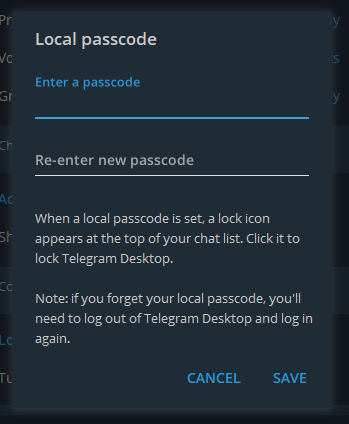 Local passcode
Enter a passcode
Re-enter new passcode
When a local passcode is set, a lock icon
appears at the top of your chat list. Click it to
lock Telegram Desktop.
Note: if you forget your local passcode, you'll
need to log out of Telegram Desktop and log in
again.
CANCEL SAVE